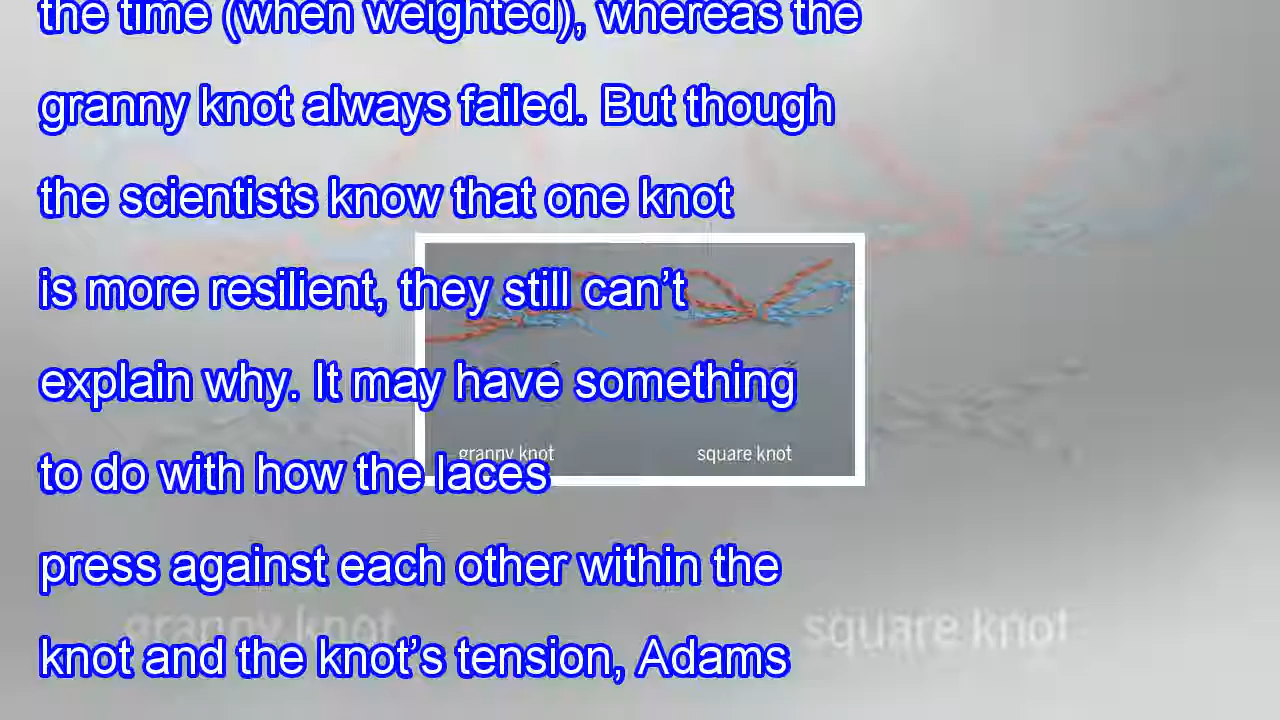 the time (when weighted), whereas the
granny knot always failed. But though
the scientists know that one knot
is more resilient, they still can’t
explain why. It may have something
to do with how the laces
press against each other within the
knot and the knot’s tension, Adams
granny knot
square knot
granny knot
square knot